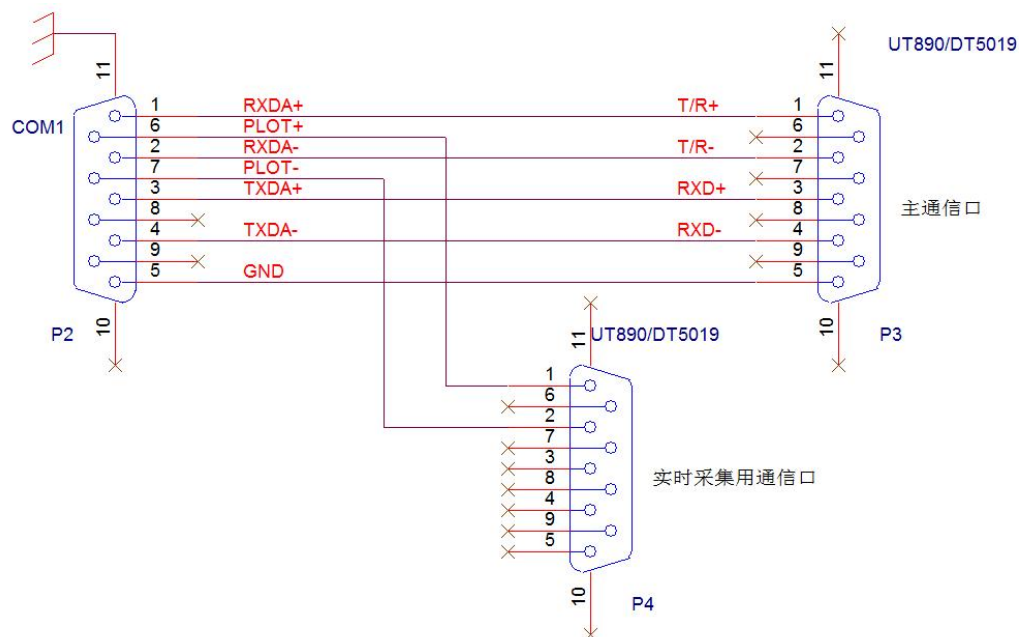 UT890/DT5019
11
11
COM1
1 RXDA+ T/R+ 1
6 PLOT+ 6
2 RXDA- T/R- 2
7 PLOT- 7
3 TXDA+ RXD+ 3
主通信口
8 8
4 TXDA- RXD- 4
9 9
5 GND 5
10 10
P2 P3
11 UT890/DT5019
1
6
2
7
3
实时采集用通信口
8
4
9
5
10
P4